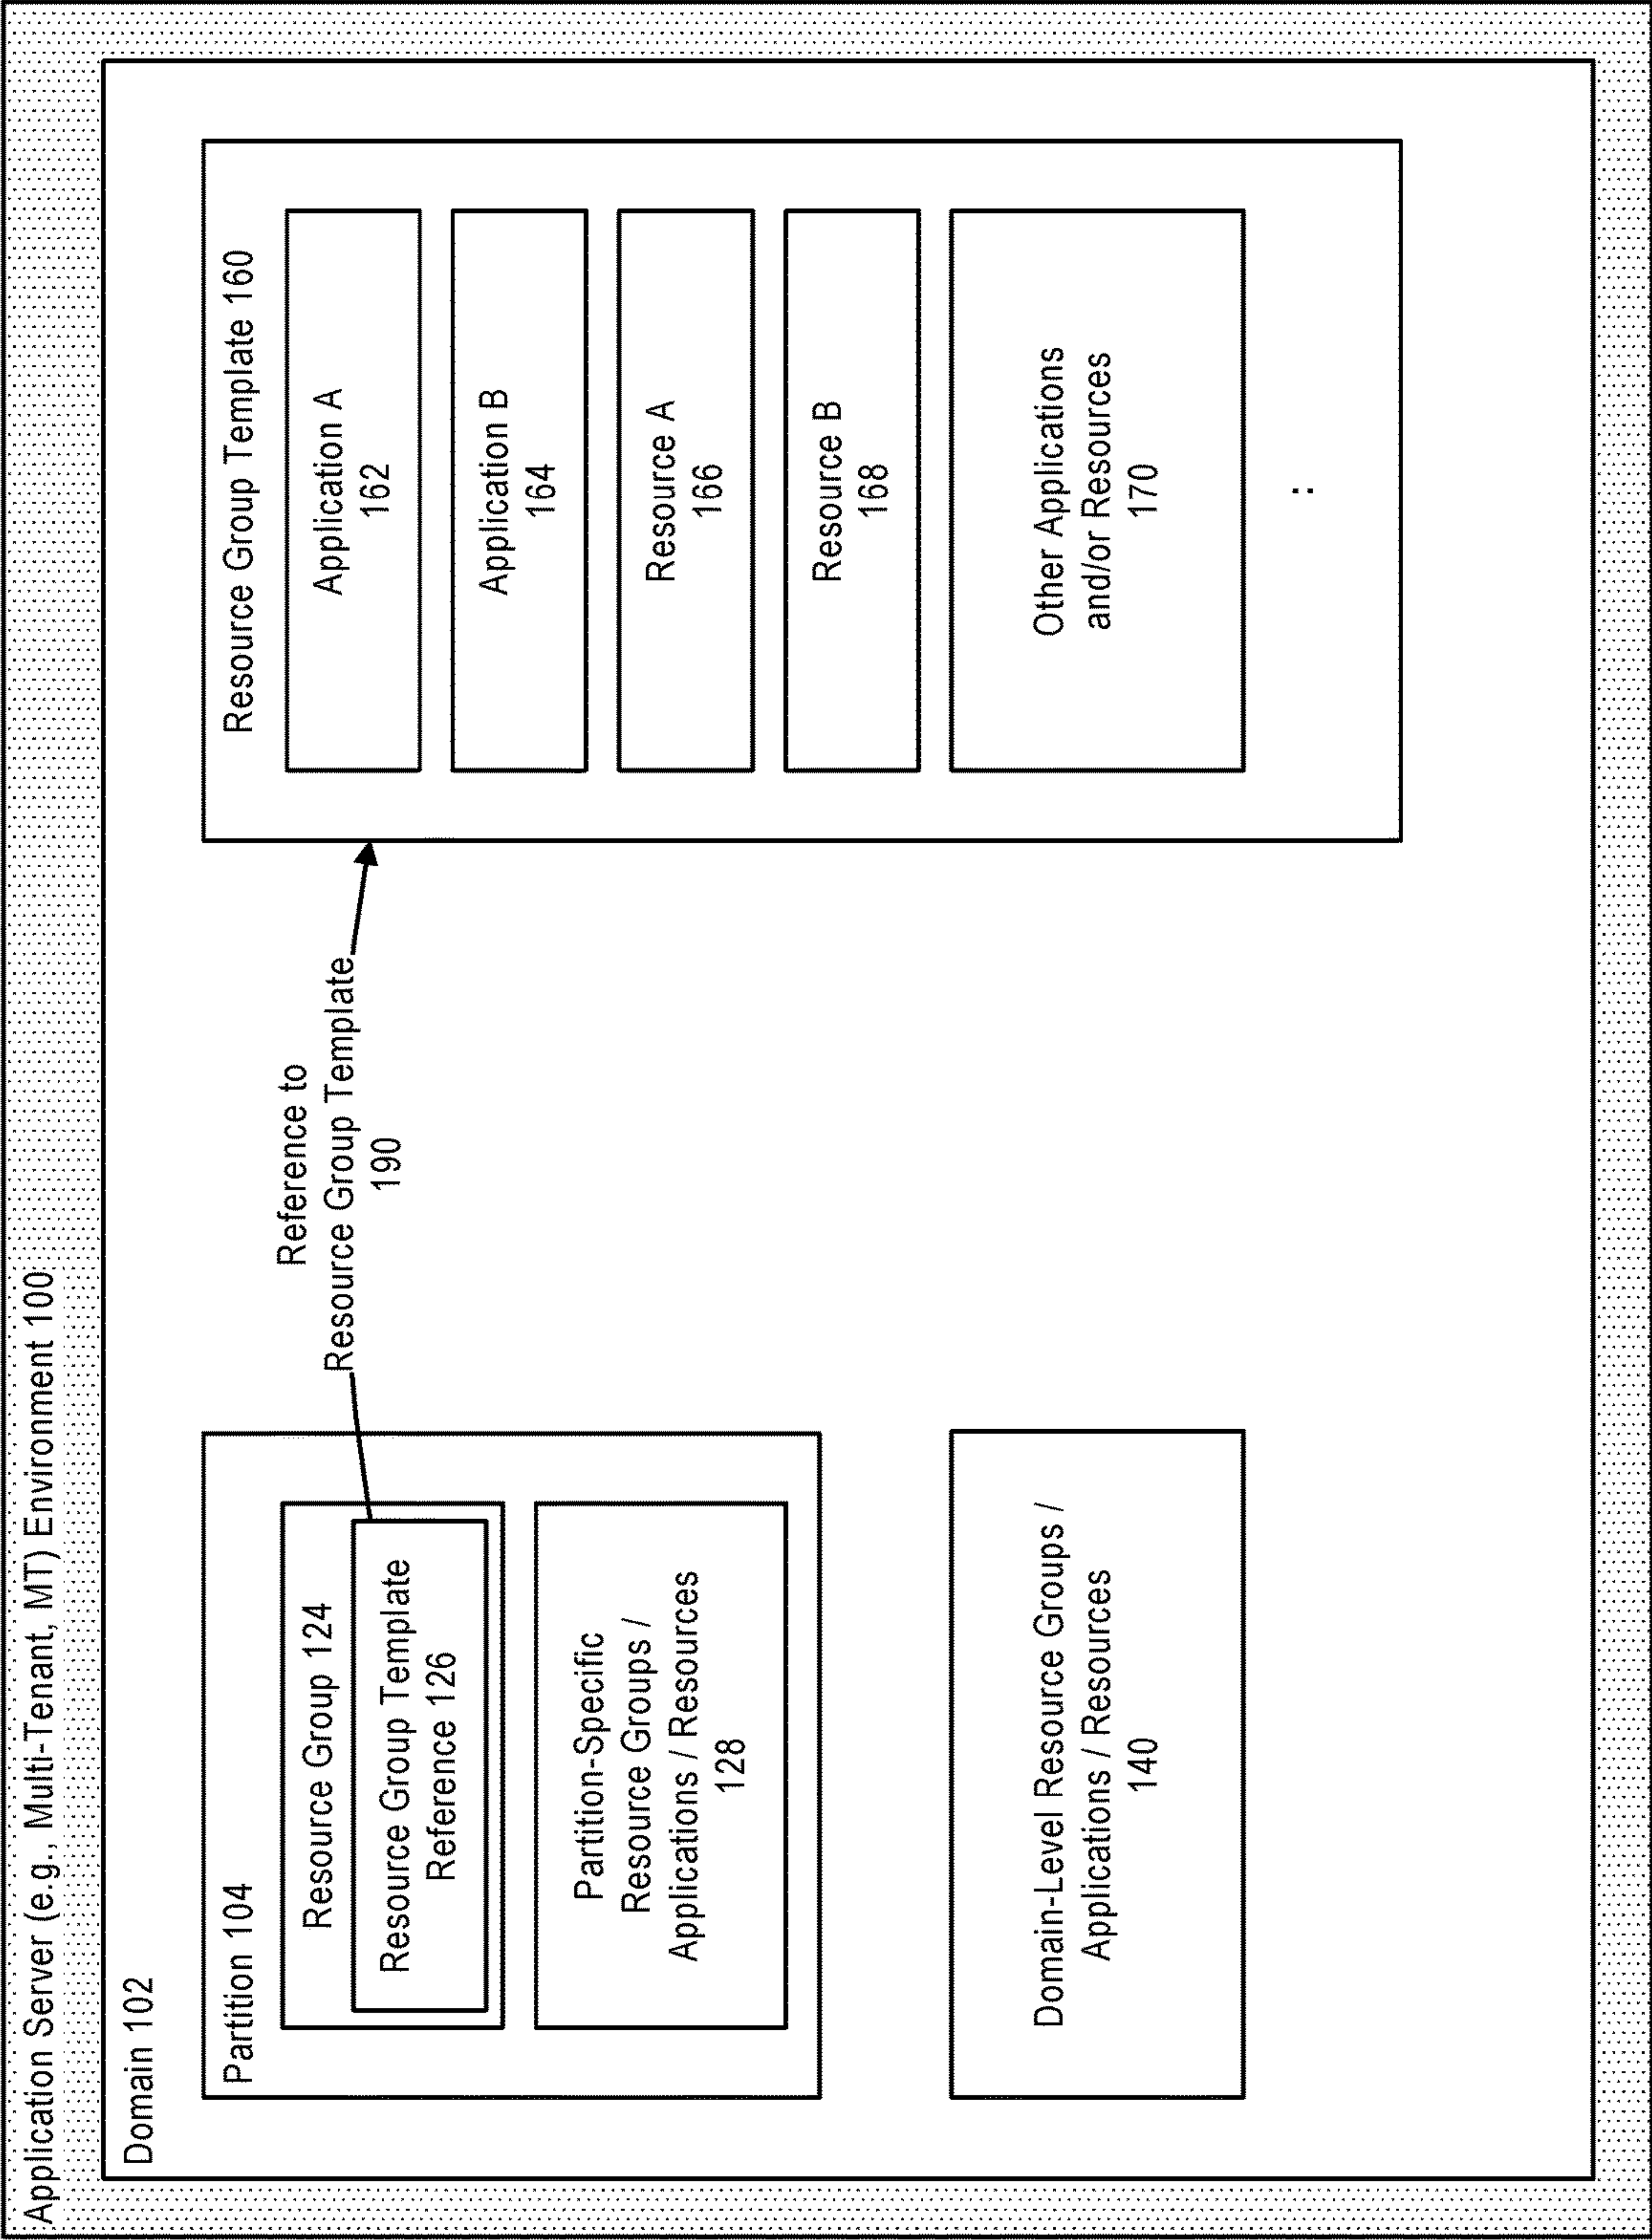 Application Server (e.g., Multi-Tenant, MT) Environment 100
Domain 102
Partition 104
Resource Group 124
Resource Group Template
Reference 126
Partition-Specific
Resource Groups /
Applications / Resources
128
Domain-Level Resource Groups /
Applications / Resources
140
Reference to
Resource Group Template
190
Resource Group Template 160
Application A
162
Application B
164
Resource A
166
Resource B
168
Other Applications
and/or Resources
170
: